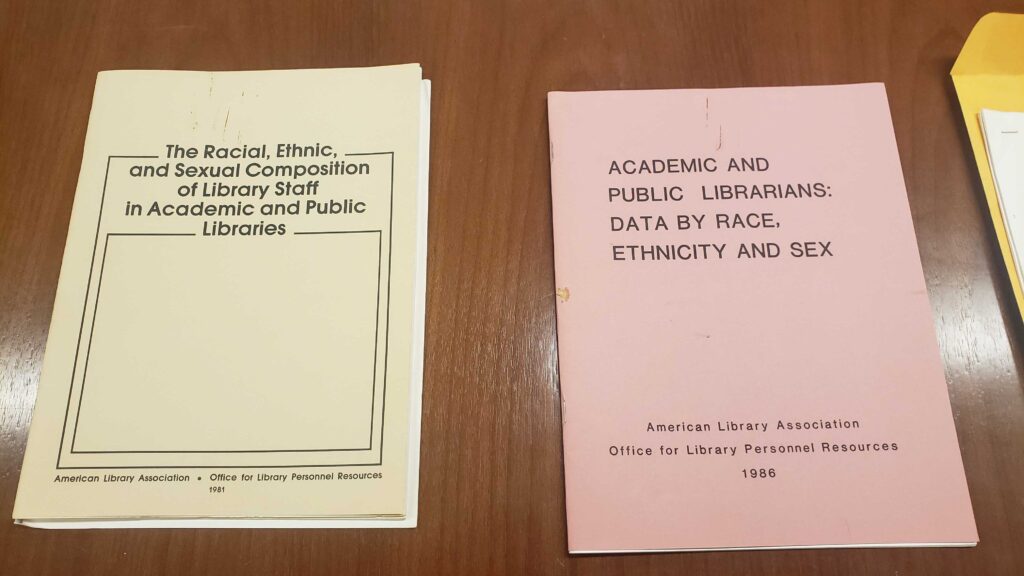 The Racial, Ethnic,
and Sexual Composition
of Library Staff
in Academic and Public
Libraries
American Library Association • Office for Library Personnel Resources
1981
ACADEMIC AND
PUBLIC LIBRARIANS:
DATA BY RACE,
ETHNICITY AND SEX
American Library Association
Office for Library Personnel Resources
1986